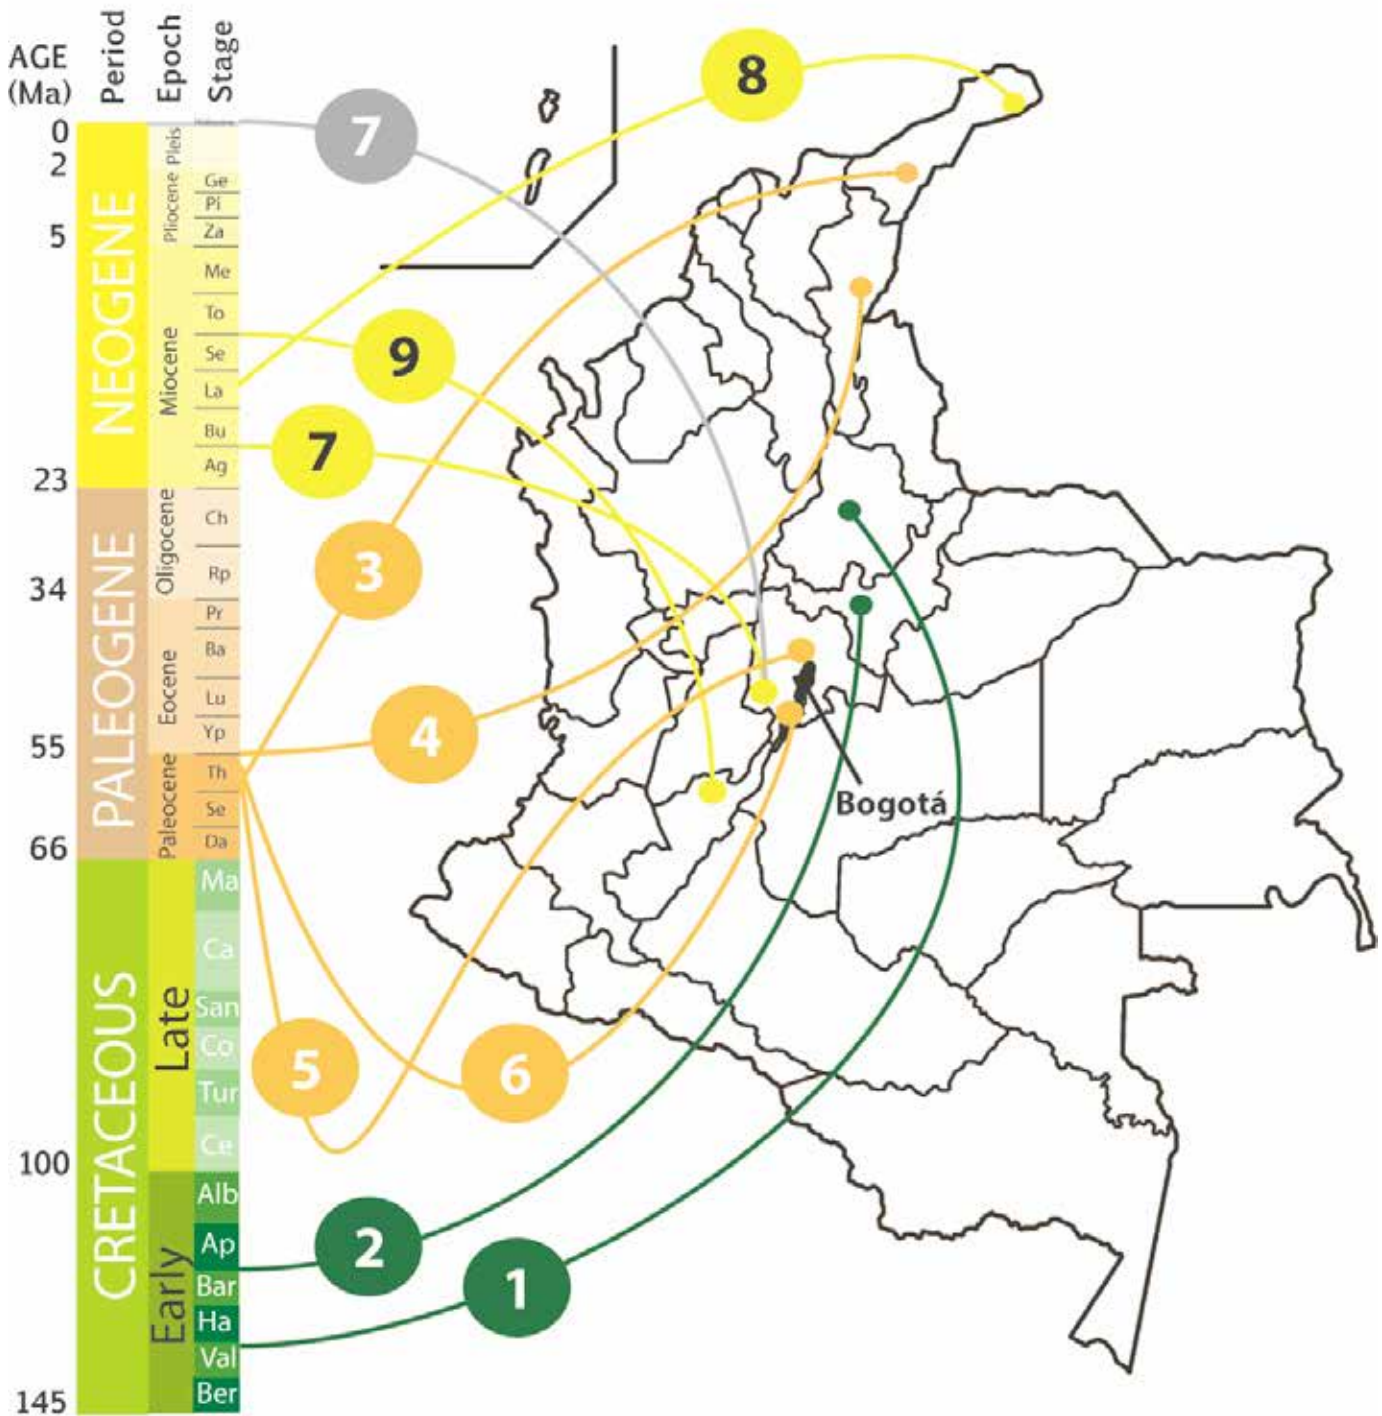 AGE
(Ma)
Period
Epoch
Stage
0
2
5
23
34
55
66
100
145
NEOGENE
PALEOGENE
CRETACEOUS
Pleis
Pliocene
Miocene
Oligocene
Eocene
Paleocene
Late
Early
Ge
Pi
Za
Me
To
Se
La
Bu
Ag
Ch
Rp
Pr
Ba
Lu
Yp
Th
Se
Da
Ma
Ca
San
Co
Tur
Ce
Alb
Ap
Bar
Ha
Val
Ber
8
7
9
7
3
4
5
6
2
1
Bogotá